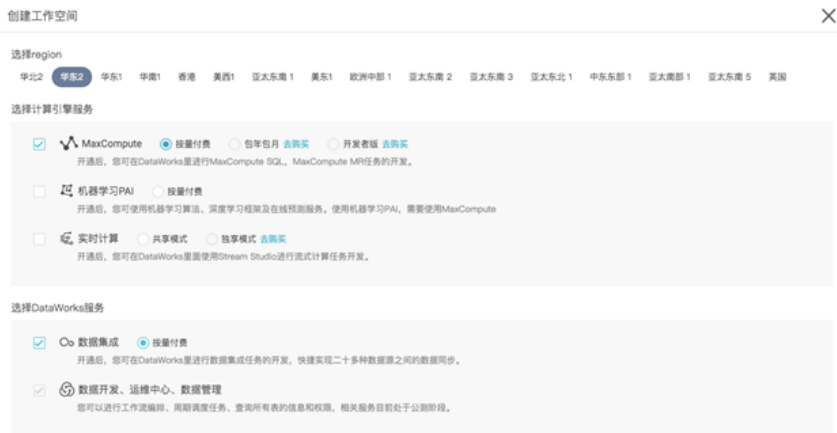 创建工作空间
选择region
华北2 华东2 华东1 华南1 香港 美西1 亚太东南 1 美东1 欧洲中部 1 亚太东南 2 亚太东南 3 亚太东北 1 中东东部 1 亚太南部 1 亚太东南 5 英国
选择计算引擎服务
MaxCompute 按量付费 包年包月 去购买 开发者版 去购买
开通后，您可在DataWorks里进行MaxCompute SQL，MaxCompute MR任务的开发。
机器学习PAI 按量付费
开通后，您可使用机器学习算法、深度学习框架及在线预测服务。使用机器学习PAI，需要使用MaxCompute
实时计算 共享模式 独享模式 去购买
开通后，您可在DataWorks里面使用Stream Studio进行流式计算任务开发。
选择DataWorks服务
数据集成 按量付费
开通后，您可在DataWorks里进行数据集成任务的开发，快捷实现二十多种数据源之间的数据同步。
数据开发、运维中心、数据管理
您可以进行工作流编排、周期调度任务、查询所有表的信息和权限，相关服务目前处于公测阶段。